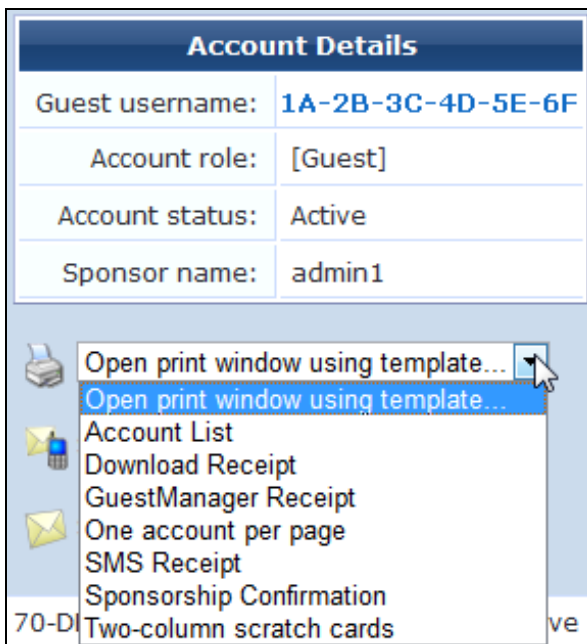 Account Details
Guest username: 1A-2B-3C-4D-5E-6F
Account role: [Guest]
Account status: Active
Sponsor name: admin1
Open print window using template...
Open print window using template...
Account List
Download Receipt
GuestManager Receipt
One account per page
SMS Receipt
Sponsorship Confirmation
Two-column scratch cards